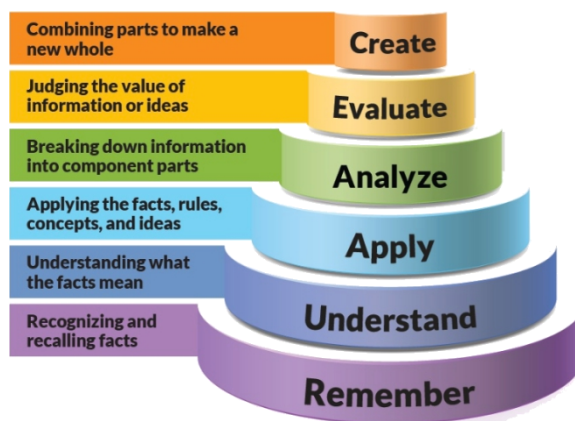 Combining parts to make a
new whole
Create
Judging the value of
information or ideas
Evaluate
Breaking down information
into component parts
Analyze
Applying the facts, rules,
concepts, and ideas
Apply
Understanding what
the facts mean
Understand
Recognizing and
recalling facts
Remember